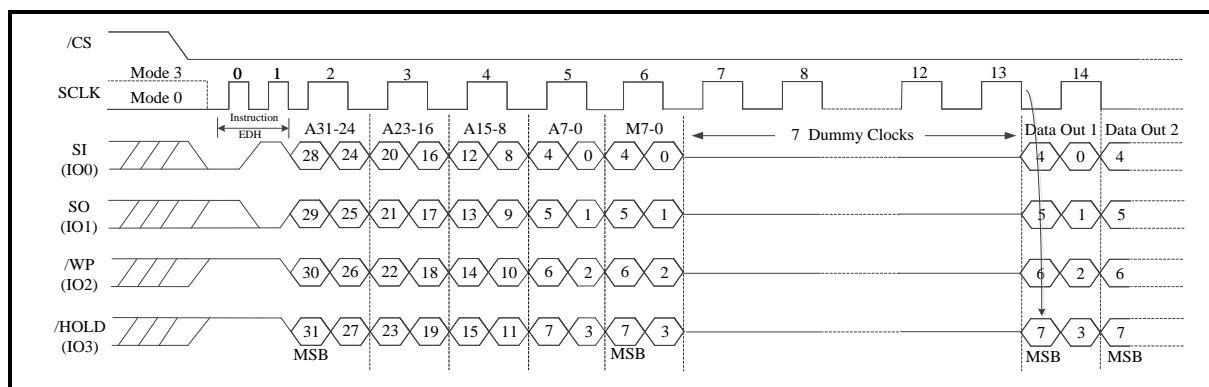 /CS
Mode 3 0 1 2 3 4 5 6 7 8 12 13 14
SCLK Mode 0
Instruction
EDH
A31-24 A23-16 A15-8 A7-0 M7-0 7 Dummy Clocks Data Out 1 Data Out 2
SI
(IO0)
28 24 20 16 12 8 4 0 4 0 4 0 4
SO
(IO1)
29 25 21 17 13 9 5 1 5 1 5 1 5
/WP
(IO2)
30 26 22 18 14 10 6 2 6 2 6 2 6
/HOLD
(IO3)
31 27 23 19 15 11 7 3 7 3 7 3 7
MSB MSB MSB MSB